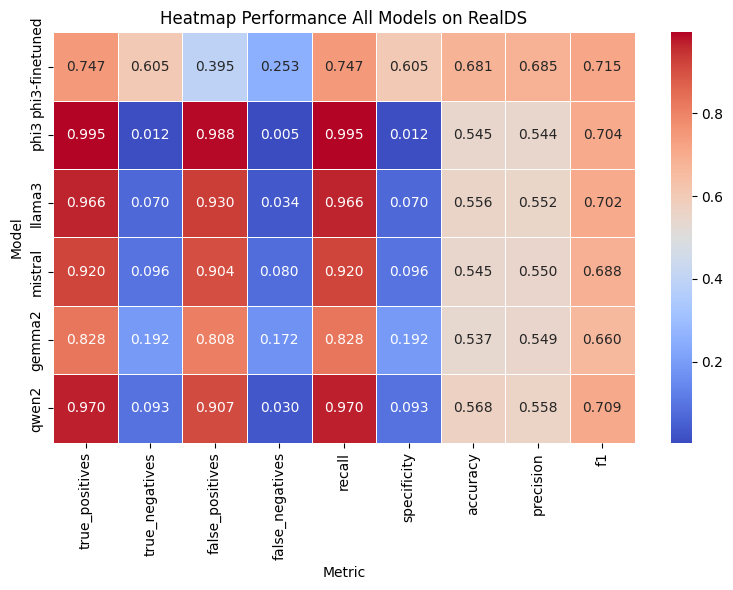 Heatmap Performance All Models on RealDS
Model
phi3-finetuned 0.747 0.605 0.395 0.253 0.747 0.605 0.681 0.685 0.715
phi3 0.995 0.012 0.988 0.005 0.995 0.012 0.545 0.544 0.704
llama3 0.966 0.070 0.930 0.034 0.966 0.070 0.556 0.552 0.702
mistral 0.920 0.096 0.904 0.080 0.920 0.096 0.545 0.550 0.688
gemma2 0.828 0.192 0.808 0.172 0.828 0.192 0.537 0.549 0.660
qwen2 0.970 0.093 0.907 0.030 0.970 0.093 0.568 0.558 0.709
true_positives true_negatives false_positives false_negatives recall specificity accuracy precision f1
Metric
0.8
0.6
0.4
0.2